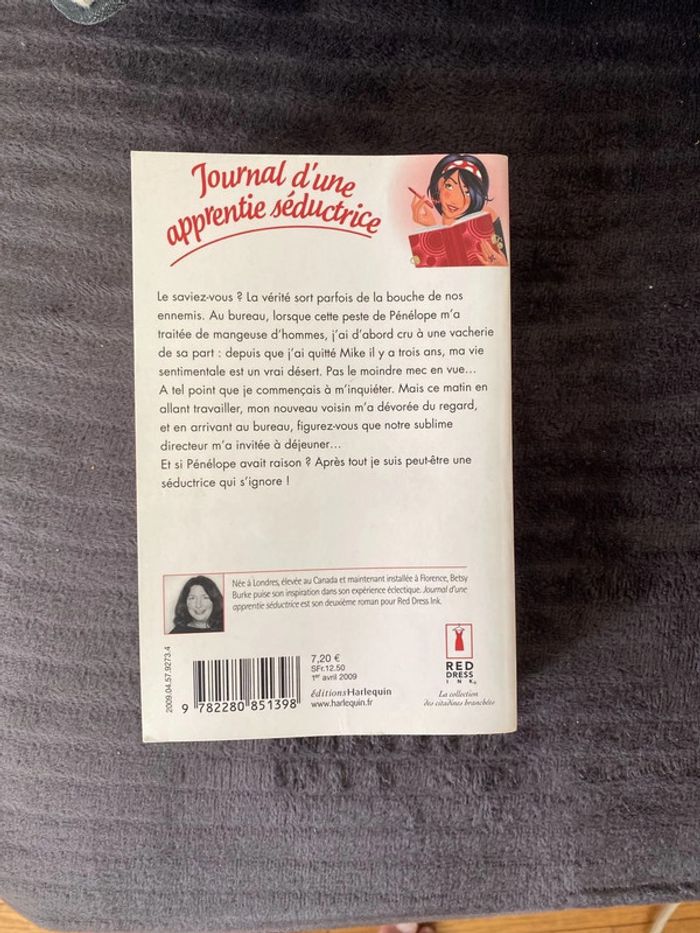 Journal d'une
apprentie séductrice
Le saviez-vous ? La vérité sort parfois de la bouche de nos
ennemis. Au bureau, lorsque cette peste de Pénélope m'a
traitée de mangeuse d'hommes, j'ai d'abord cru à une vacherie
de sa part : depuis que j'ai quitté Mike il y a trois ans, ma vie
sentimentale est un vrai désert. Pas le moindre mec en vue...
A tel point que je commençais à m'inquiéter. Mais ce matin en
allant travailler, mon nouveau voisin m'a dévorée du regard,
et en arrivant au bureau, figurez-vous que notre sublime
directeur m'a invitée à déjeuner...
Et si Pénélope avait raison ? Après tout je suis peut-être une
séductrice qui s'ignore !
Née à Londres, élevée au Canada et maintenant installée à Florence, Betsy
Burke puise son inspiration dans son expérience éclectique. Journal d'une
apprentie séductrice est son deuxième roman pour Red Dress Ink.
2009.04.57.9273.4
9 782280 851398
7,20 €
SFr.12.50
1er avril 2009
éditionsHarlequin
www.harlequin.fr
RED
DRESS
INK®
La collection
des citadines branchées